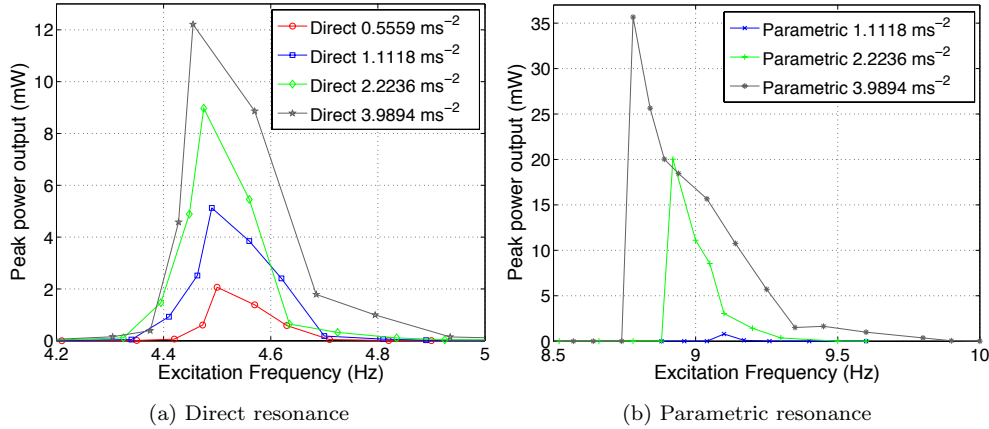 Direct 0.5559 ms⁻²
Direct 1.1118 ms⁻²
Direct 2.2236 ms⁻²
Direct 3.9894 ms⁻²
Peak power output (mW)
12
10
8
6
4
2
0
4.2
4.4
4.6
4.8
5
Excitation Frequency (Hz)
(a) Direct resonance
Parametric 1.1118 ms⁻²
Parametric 2.2236 ms⁻²
Parametric 3.9894 ms⁻²
Peak power output (mW)
35
30
25
20
15
10
5
0
8.5
9
9.5
10
Excitation Frequency (Hz)
(b) Parametric resonance